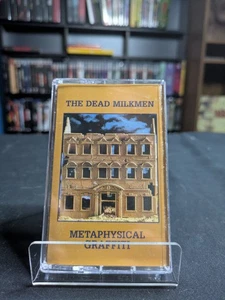 THE DEAD MILKMEN
METAPHYSICAL
GRAFFITI